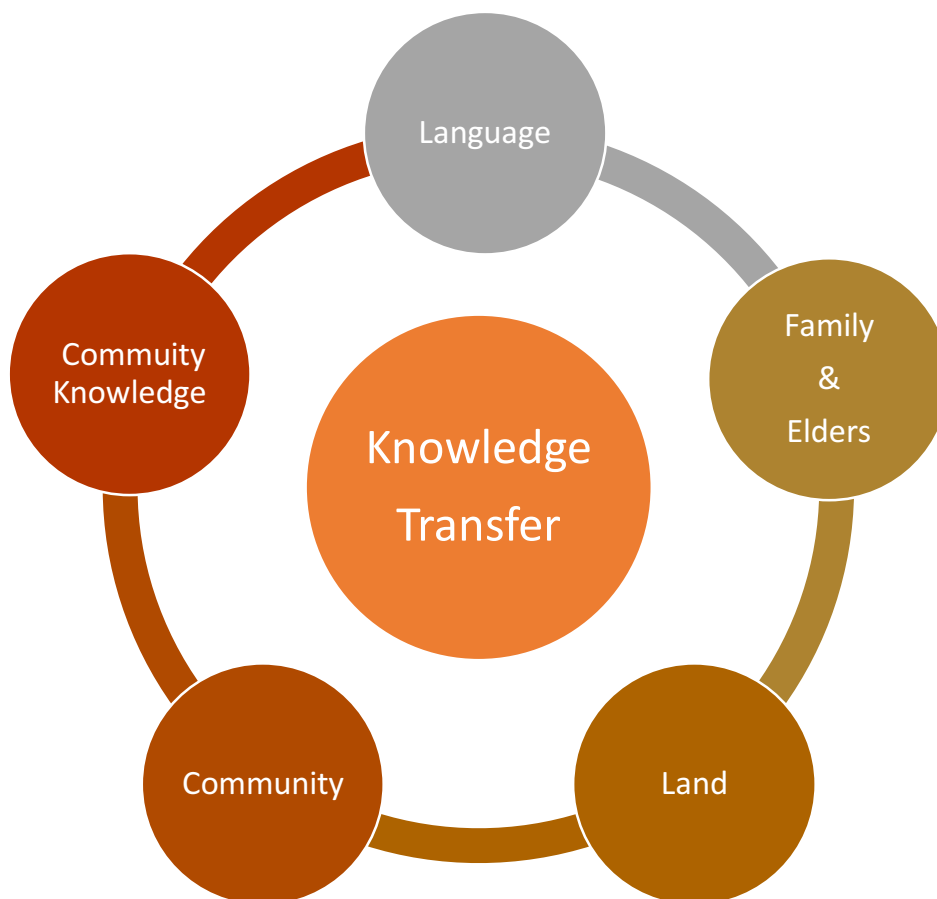 Language
Family
&
Elders
Land
Community
Commuity
Knowledge
Knowledge
Transfer